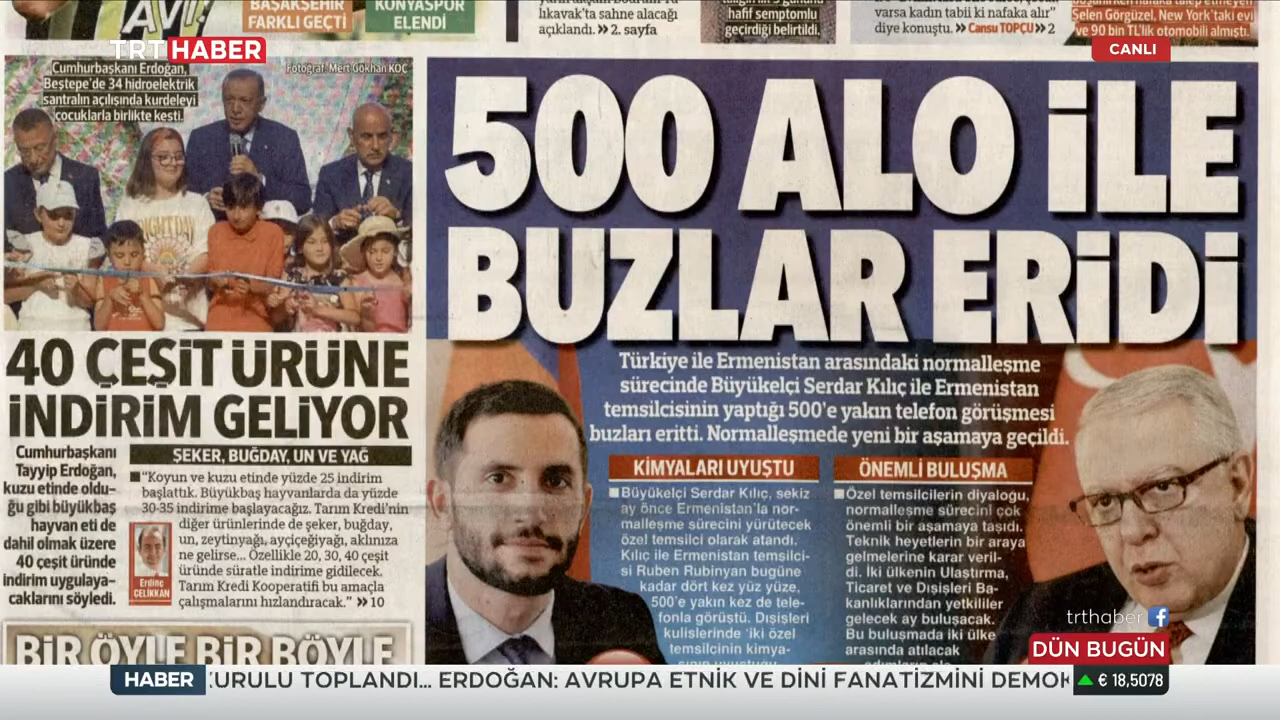 AVI
BAŞAKŞEHİR
FARKLI GEÇTİ
KONYASPOR
ELENDİ
lıkavak'ta sahne alacağı
açıklandı. 2. sayfa
hafif semptomlu
geçirdiği belirtildi.
varsa kadın tabii ki nafaka alır"
diye konuştu. Cansu TOPÇU 2
Selen Görgüzel, New York'taki evi
ve 90 bin TL'lik otomobili almıştı.
TRT HABER
CANLI
Cumhurbaşkanı Erdoğan,
Beştepe'de 34 hidroelektrik
santralın açılışında kurdeleyi
çocuklarla birlikte kesti.
Fotoğraf: Mert Gökhan KOÇ
40 ÇEŞİT ÜRÜNE
İNDİRİM GELİYOR
Cumhurbaşkanı
Tayyip Erdoğan,
kuzu etinde oldu-
ğu gibi büyükbaş
hayvan eti de
dahil olmak üzere
40 çeşit üründe
indirim uygulaya-
caklarını söyledi.
ŞEKER, BUĞDAY, UN VE YAĞ
"Koyun ve kuzu etinde yüzde 25 indirim
başlattık. Büyükbaş hayvanlarda da yüzde
30-35 indirime başlayacağız. Tarım Kredi'nin
diğer ürünlerinde de şeker, buğday,
un, zeytinyağı, ayçiçeğiyağı, aklınıza
ne gelirse... Özellikle 20, 30, 40 çeşit
üründe süratle indirime gidilecek.
Tarım Kredi Kooperatifi bu amaçla
çalışmalarını hızlandıracak." 10
Erdinç
ÇELİKKAN
BİR ÖYLE BİR BÖYLE
500 ALO İLE
BUZLAR ERİDİ
Türkiye ile Ermenistan arasındaki normalleşme
sürecinde Büyükelçi Serdar Kılıç ile Ermenistan
temsilcisinin yaptığı 500'e yakın telefon görüşmesi
buzları eritti. Normalleşmede yeni bir aşamaya geçildi.
KİMYALARI UYUŞTU
Büyükelçi Serdar Kılıç, sekiz
ay önce Ermenistan'la nor-
malleşme sürecini yürütecek
özel temsilci olarak atandı.
Kılıç ile Ermenistan temsilci-
si Ruben Rubinyan bugüne
kadar dört kez yüz yüze,
500'e yakın kez de tele-
fonla görüştü. Dışişleri
kulislerinde 'iki özel
temsilcinin kimya-
ÖNEMLİ BULUŞMA
Özel temsilcilerin diyaloğu,
normalleşme sürecini çok
önemli bir aşamaya taşıdı.
Teknik heyetlerin bir araya
gelmelerine karar veril-
di. İki ülkenin Ulaştırma,
Ticaret ve Dışişleri Ba-
kanlıklarından yetkililer
gelecek ay buluşacak.
Bu buluşmada iki ülke
arasında atılacak
trthaber
DÜN BUGÜN
HABER
KURULU TOPLANDI... ERDOĞAN: AVRUPA ETNİK VE DİNİ FANATİZMİNİ DEMOK
€ 18,5078